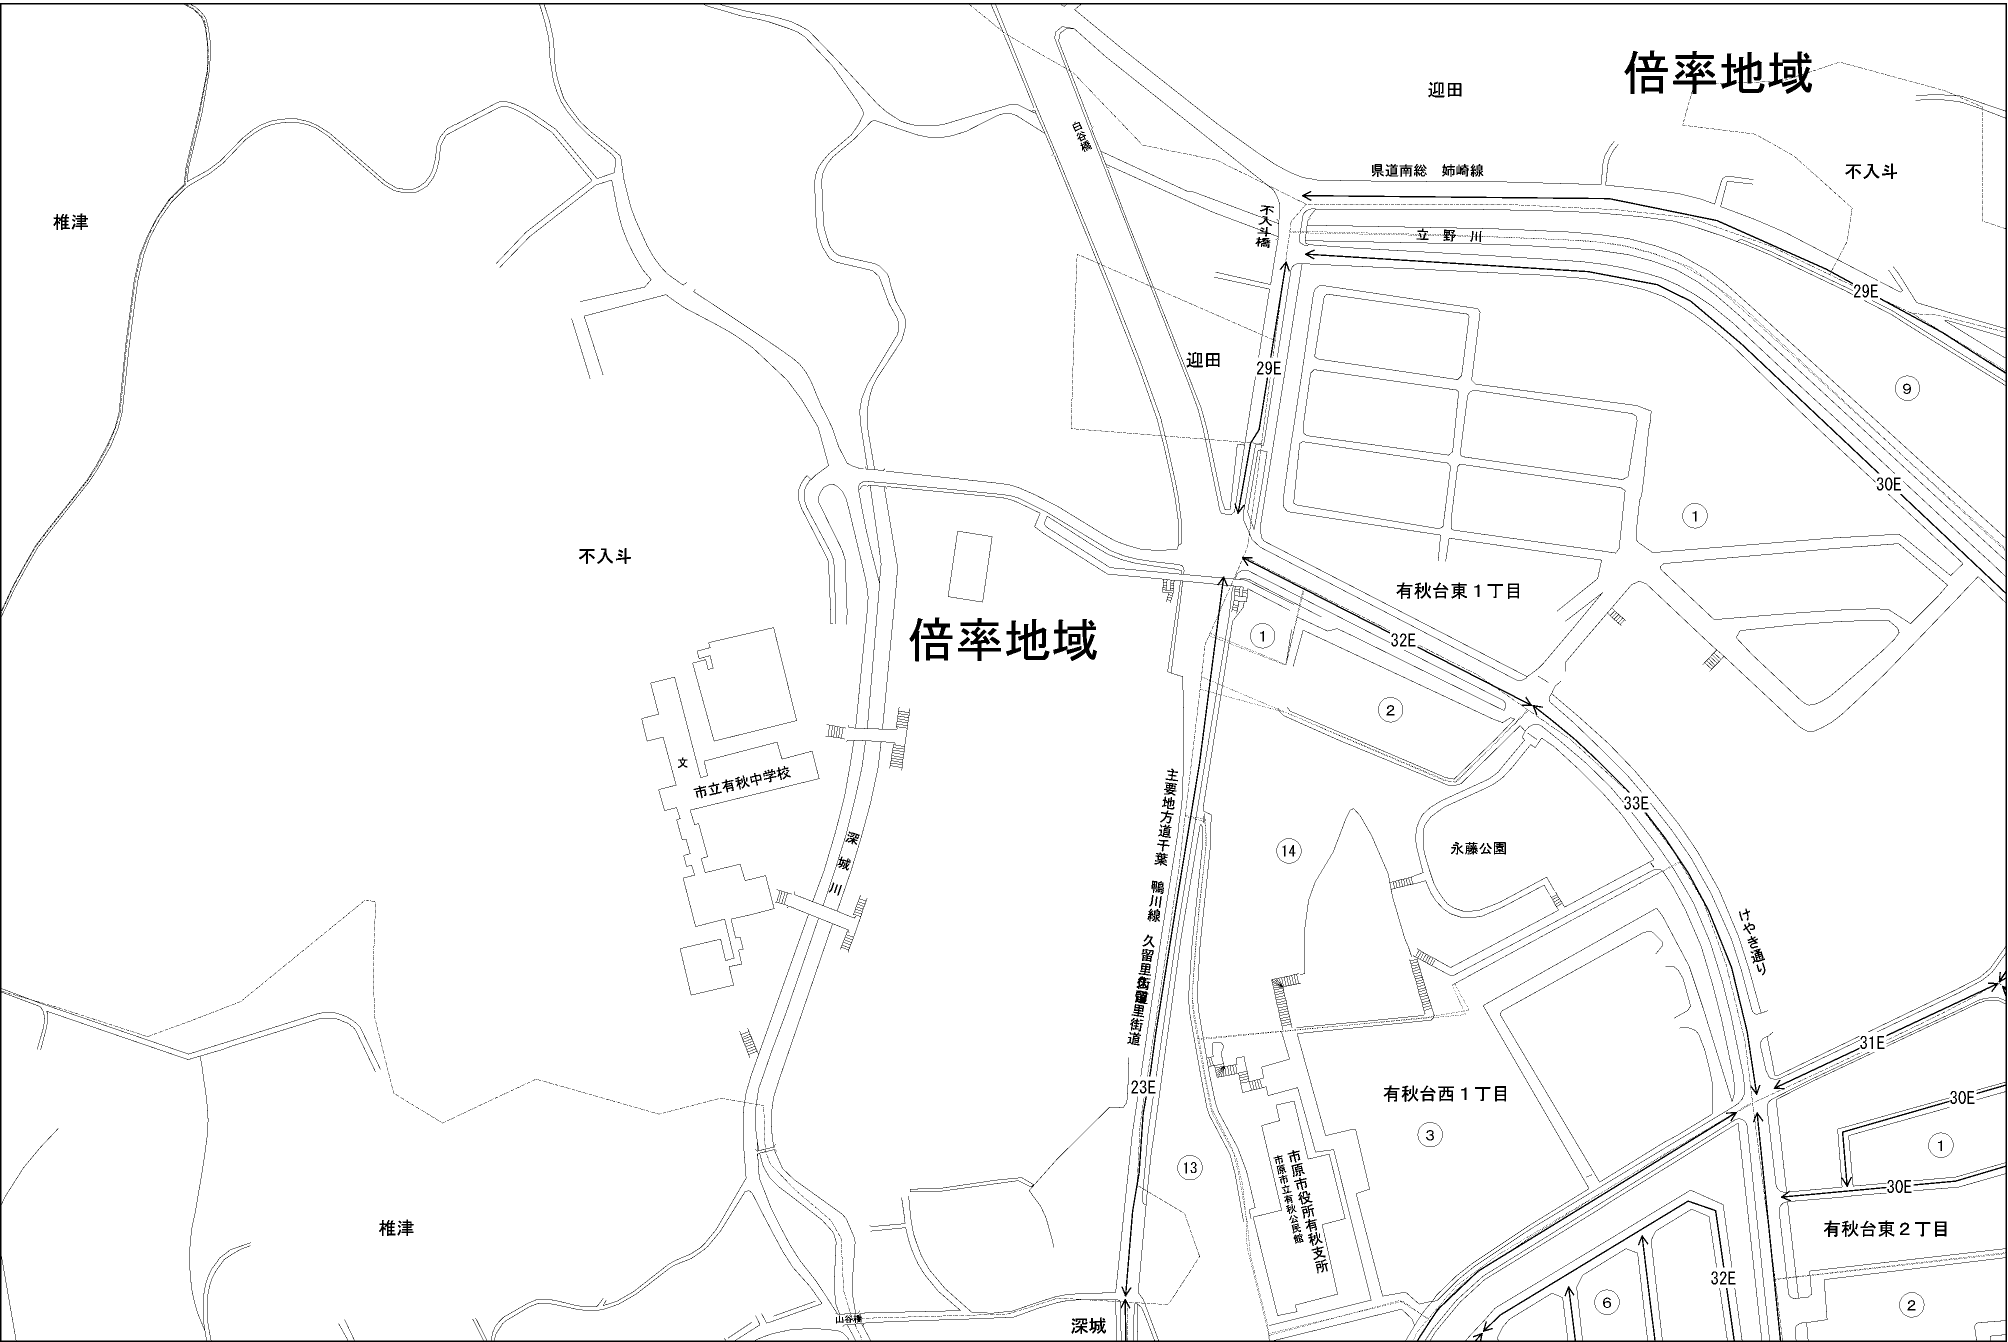 倍率地域
迎田
白谷橋
県道南総　姉崎線
不入斗
椎津
不入斗橋
立野川
29E
迎田
29E
9
30E
1
不入斗
有秋台東１丁目
倍率地域
1
32E
2
文
市立有秋中学校
主要地方道千葉　鴨川線　久留里街道
33E
深城川
14
永藤公園
けやき通り
31E
23E
有秋台西１丁目
30E
3
1
13
市原市役所有秋支所
市原市立有秋公民館
30E
椎津
有秋台東２丁目
32E
6
2
山谷橋
深城